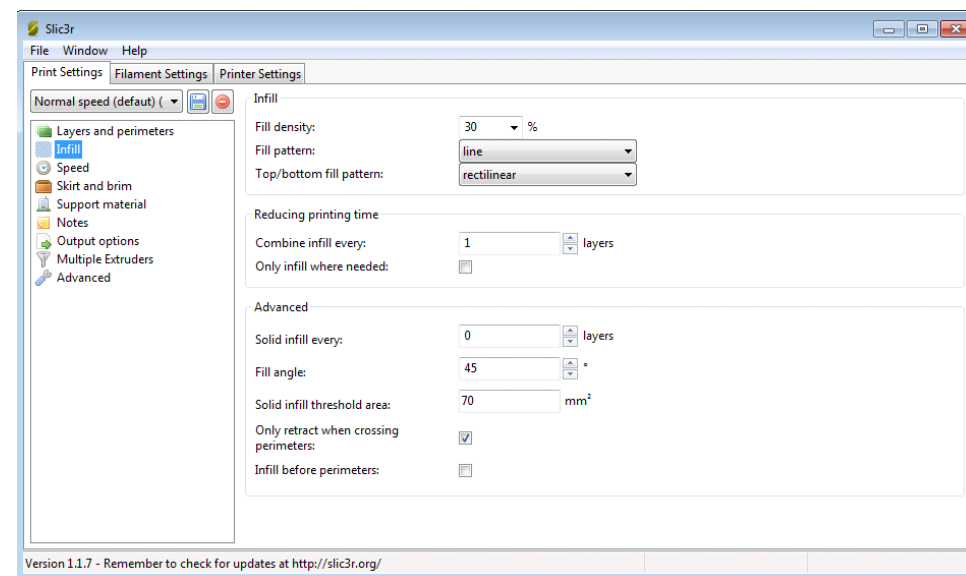 Slic3r
File Window Help
Print Settings Filament Settings Printer Settings
Normal speed (defaut) (
Layers and perimeters
Infill
Speed
Skirt and brim
Support material
Notes
Output options
Multiple Extruders
Advanced
Infill
Fill density: 30 %
Fill pattern: line
Top/bottom fill pattern: rectilinear
Reducing printing time
Combine infill every: 1 layers
Only infill where needed:
Advanced
Solid infill every: 0 layers
Fill angle: 45 °
Solid infill threshold area: 70 mm²
Only retract when crossing
perimeters:
Infill before perimeters:
Version 1.1.7 - Remember to check for updates at http://slic3r.org/